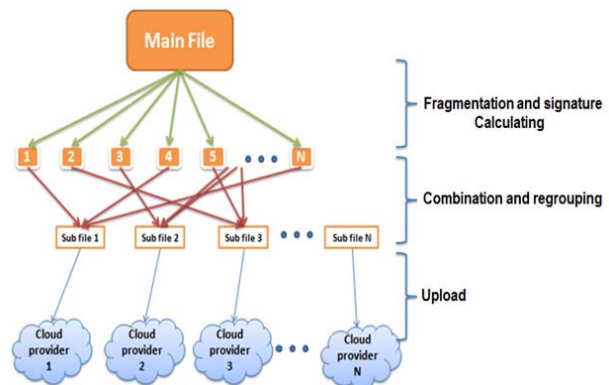 Main File
Fragmentation and signature
Calculating
1 2 3 4 5 N
Combination and regrouping
Sub file 1 Sub file 2 Sub file 3 Sub file N
Upload
Cloud provider 1
Cloud provider 2
Cloud provider 3
Cloud provider N